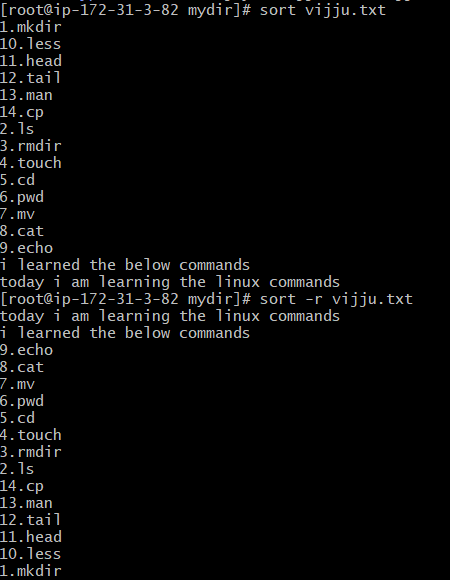 [root@ip-172-31-3-82 mydir]# sort vijju.txt
1.mkdir
10.less
11.head
12.tail
13.man
14.cp
2.ls
3.rmdir
4.touch
5.cd
6.pwd
7.mv
8.cat
9.echo
i learned the below commands
today i am learning the linux commands
[root@ip-172-31-3-82 mydir]# sort -r vijju.txt
today i am learning the linux commands
i learned the below commands
9.echo
8.cat
7.mv
6.pwd
5.cd
4.touch
3.rmdir
2.ls
14.cp
13.man
12.tail
11.head
10.less
1.mkdir